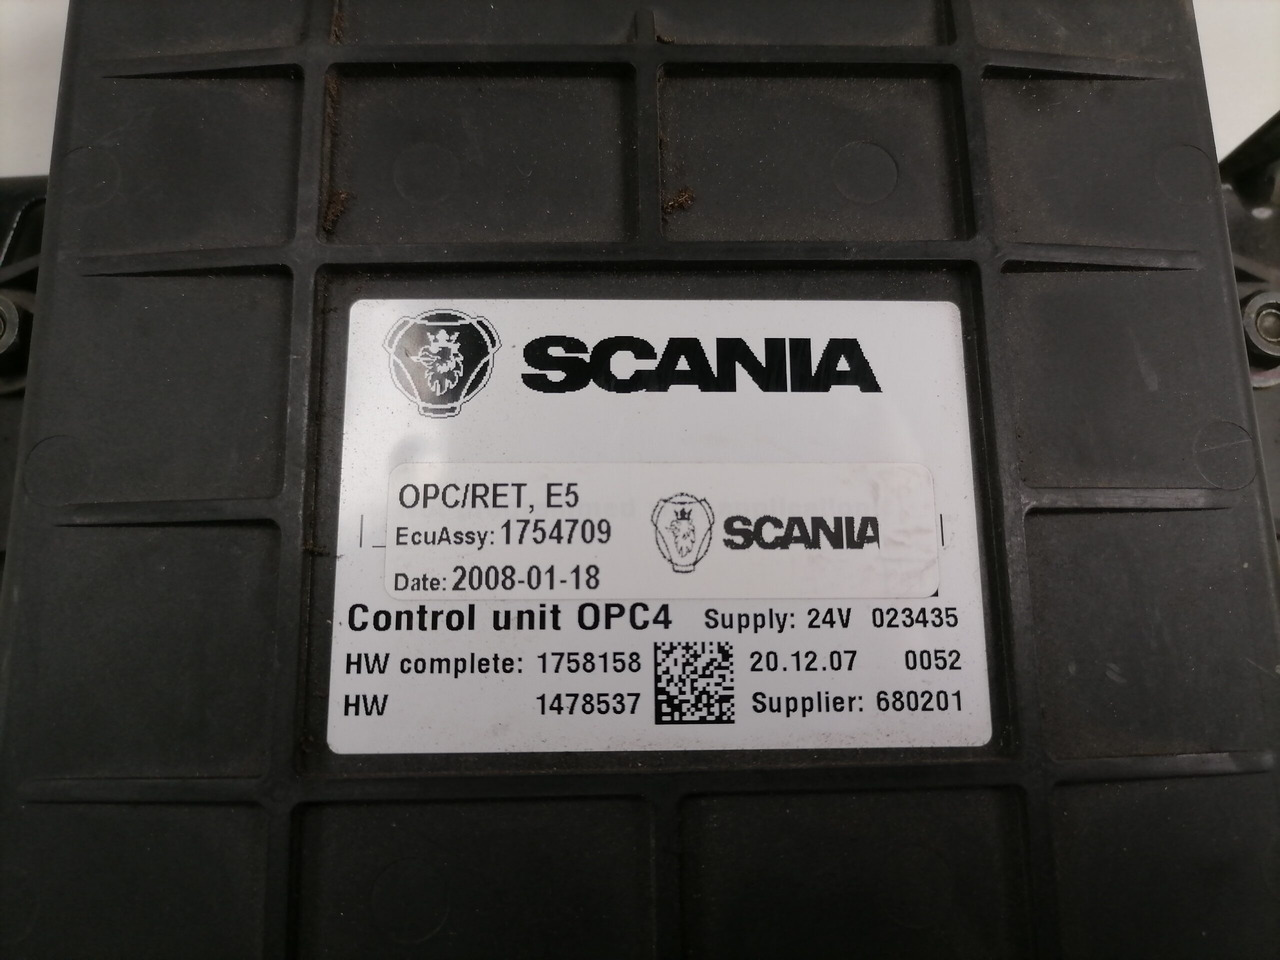 SCANIA
OPC/RET, E5
EcuAssy: 1754709
SCANIA
Date: 2008-01-18
Control unit OPC4 Supply: 24V 023435
HW complete: 1758158 20.12.07 0052
HW 1478537 Supplier: 680201